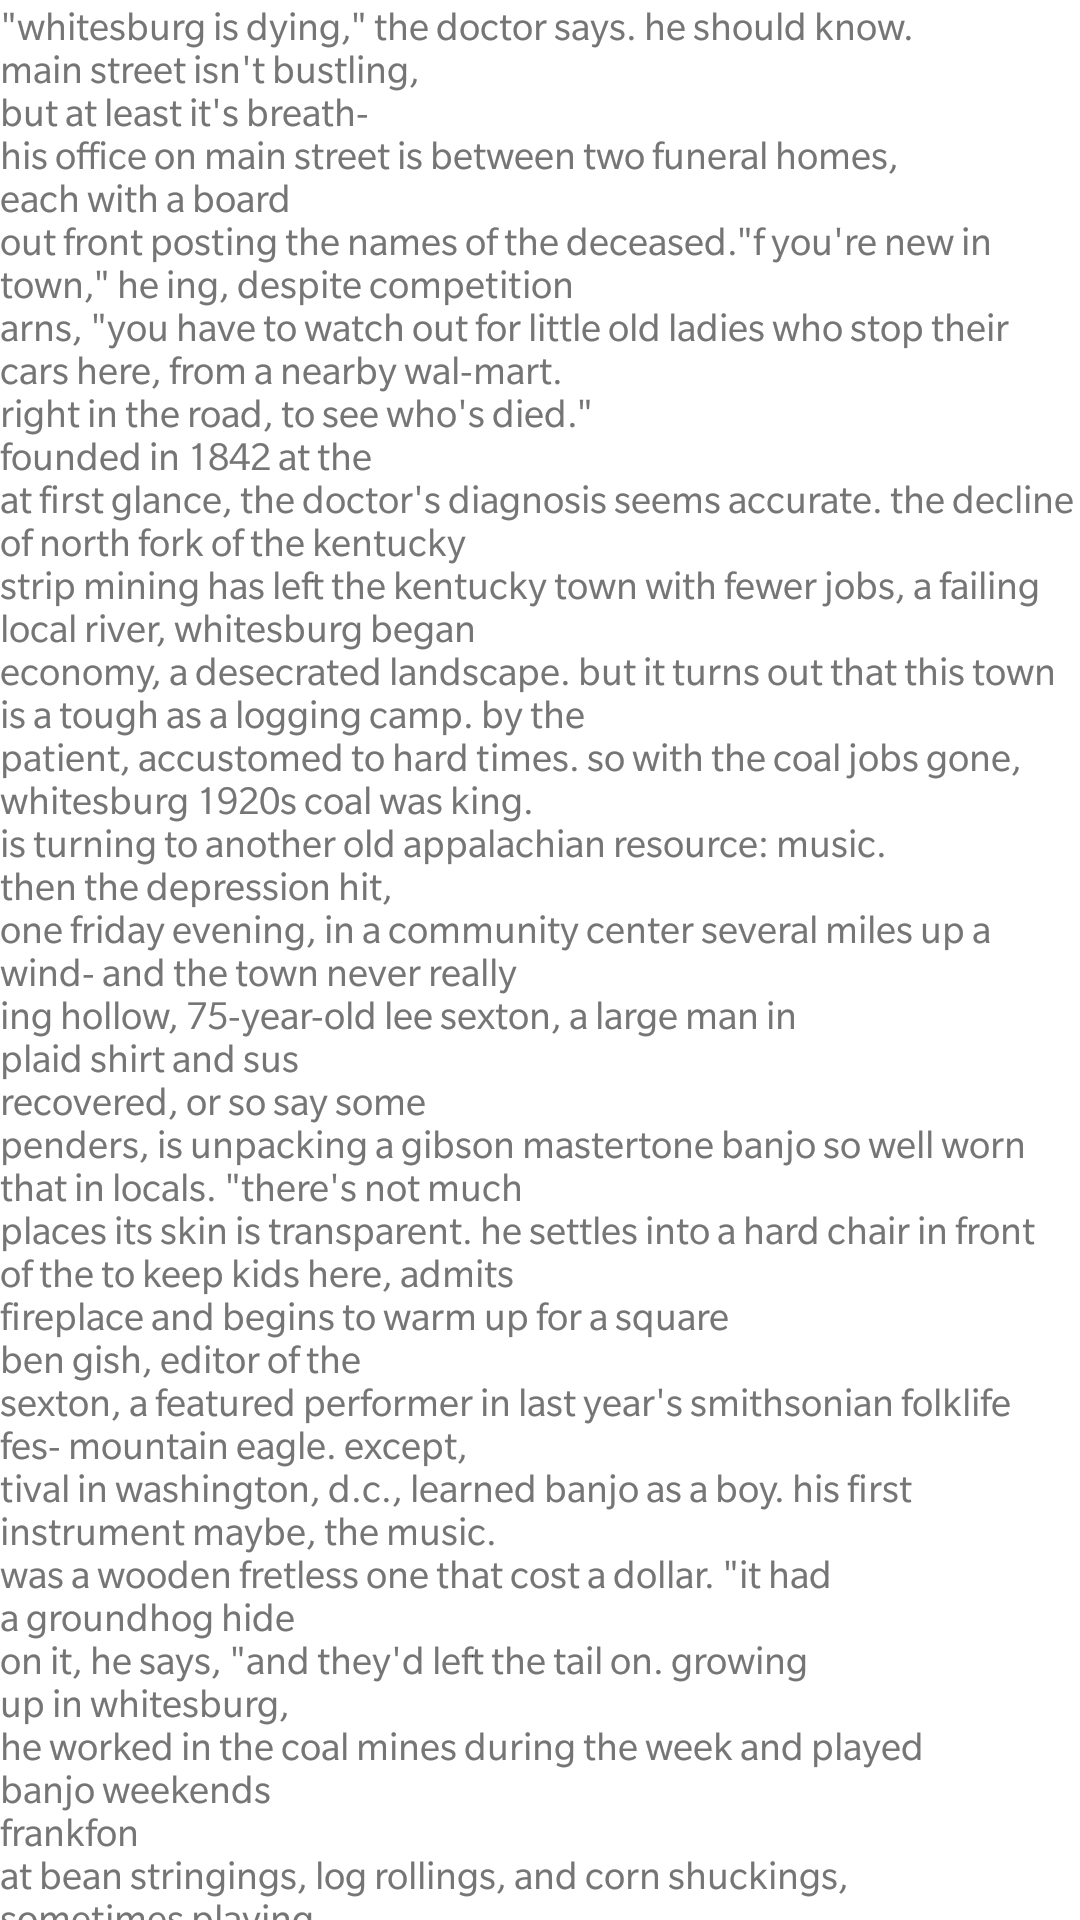 "whitesburg is dying," the doctor says. he should know.
main street isn't bustling,
but at least it's breath-
his office on main street is between two funeral homes,
each with a board
out front posting the names of the deceased."f you're new in
town," he ing, despite competition
arns, "you have to watch out for little old ladies who stop their
cars here, from a nearby wal-mart.
right in the road, to see who's died."
founded in 1842 at the
at first glance, the doctor's diagnosis seems accurate. the decline
of north fork of the kentucky
strip mining has left the kentucky town with fewer jobs, a failing
local river, whitesburg began
economy, a desecrated landscape. but it turns out that this town
is a tough as a logging camp. by the
patient, accustomed to hard times. so with the coal jobs gone,
whitesburg 1920s coal was king.
is turning to another old appalachian resource: music.
then the depression hit,
one friday evening, in a community center several miles up a
wind- and the town never really
ing hollow, 75-year-old lee sexton, a large man in
plaid shirt and sus
recovered, or so say some
penders, is unpacking a gibson mastertone banjo so well worn
that in locals. "there's not much
places its skin is transparent. he settles into a hard chair in front
of the to keep kids here, admits
fireplace and begins to warm up for a square
ben gish, editor of the
sexton, a featured performer in last year's smithsonian folklife
fes- mountain eagle. except,
tival in washington, d.c., learned banjo as a boy. his first
instrument maybe, the music.
was a wooden fretless one that cost a dollar. "it had
a groundhog hide
on it, he says, "and they'd left the tail on. growing
up in whitesburg,
he worked in the coal mines during the week and played
banjo weekends
frankfon
at bean stringings, log rollings, and corn shuckings,
sometimes playing